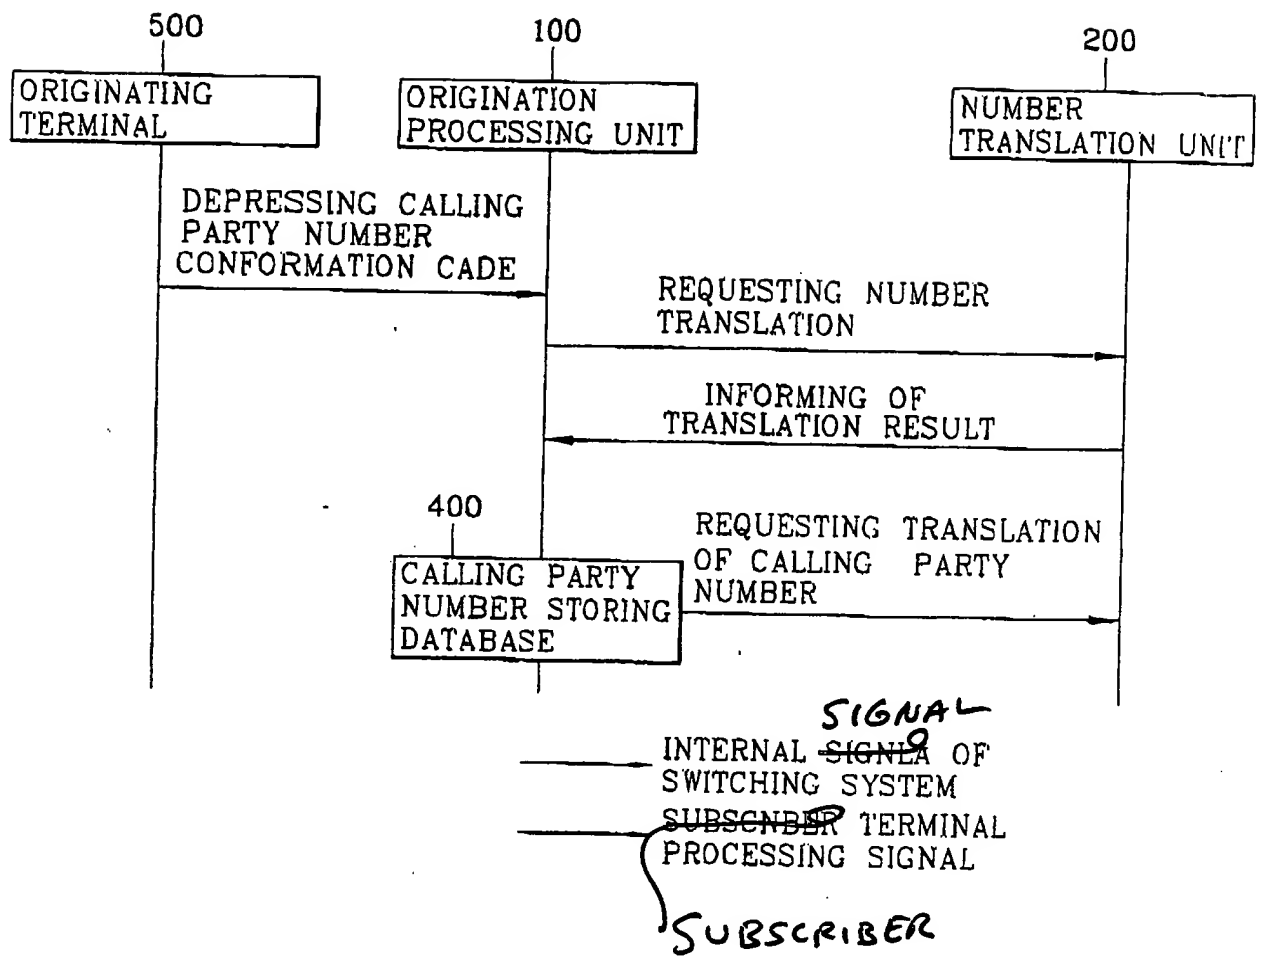 500
100
200
ORIGINATING
TERMINAL
ORIGINATION
PROCESSING UNIT
NUMBER
TRANSLATION UNIT
DEPRESSING CALLING
PARTY NUMBER
CONFORMATION CADE
REQUESTING NUMBER
TRANSLATION
INFORMING OF
TRANSLATION RESULT
400
CALLING PARTY
NUMBER STORING
DATABASE
REQUESTING TRANSLATION
OF CALLING PARTY
NUMBER
SIGNAL
INTERNAL SIGNLA OF
SWITCHING SYSTEM
SUBSCNBER TERMINAL
PROCESSING SIGNAL
SUBSCRIBER